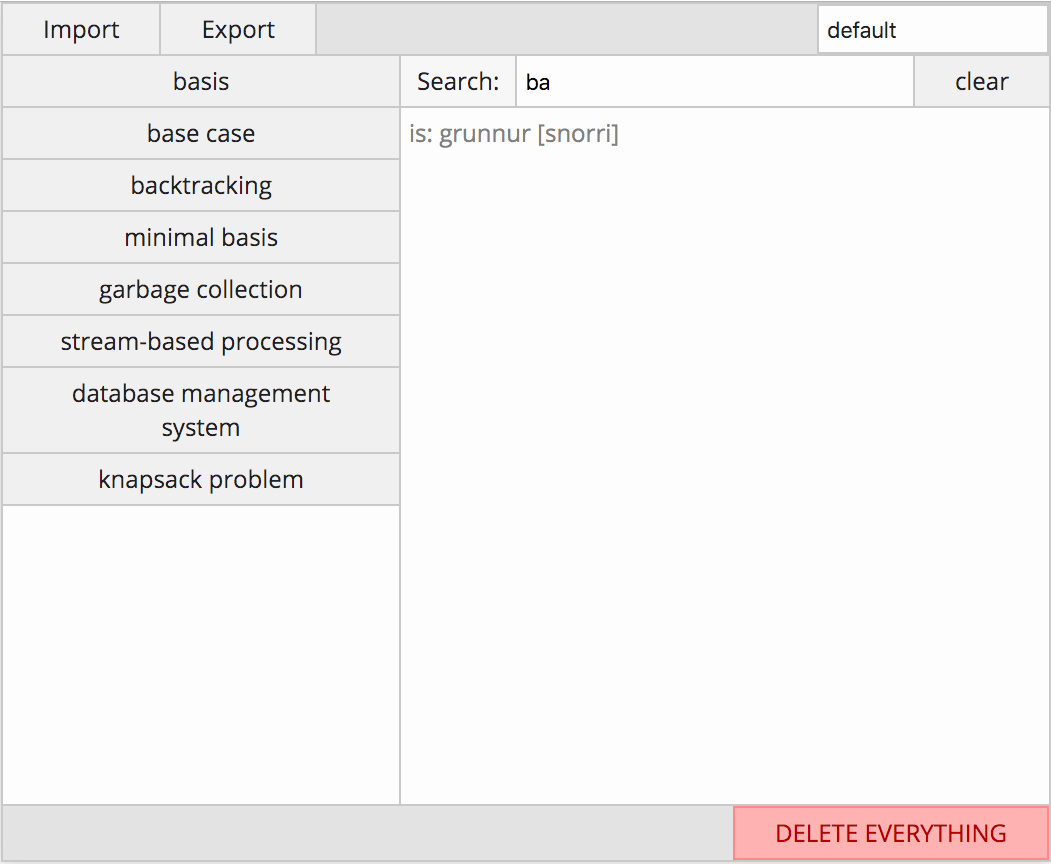 Import
Export
default
basis
Search:
ba
clear
base case
is: grunnur [snorri]
backtracking
minimal basis
garbage collection
stream-based processing
database management
system
knapsack problem
DELETE EVERYTHING